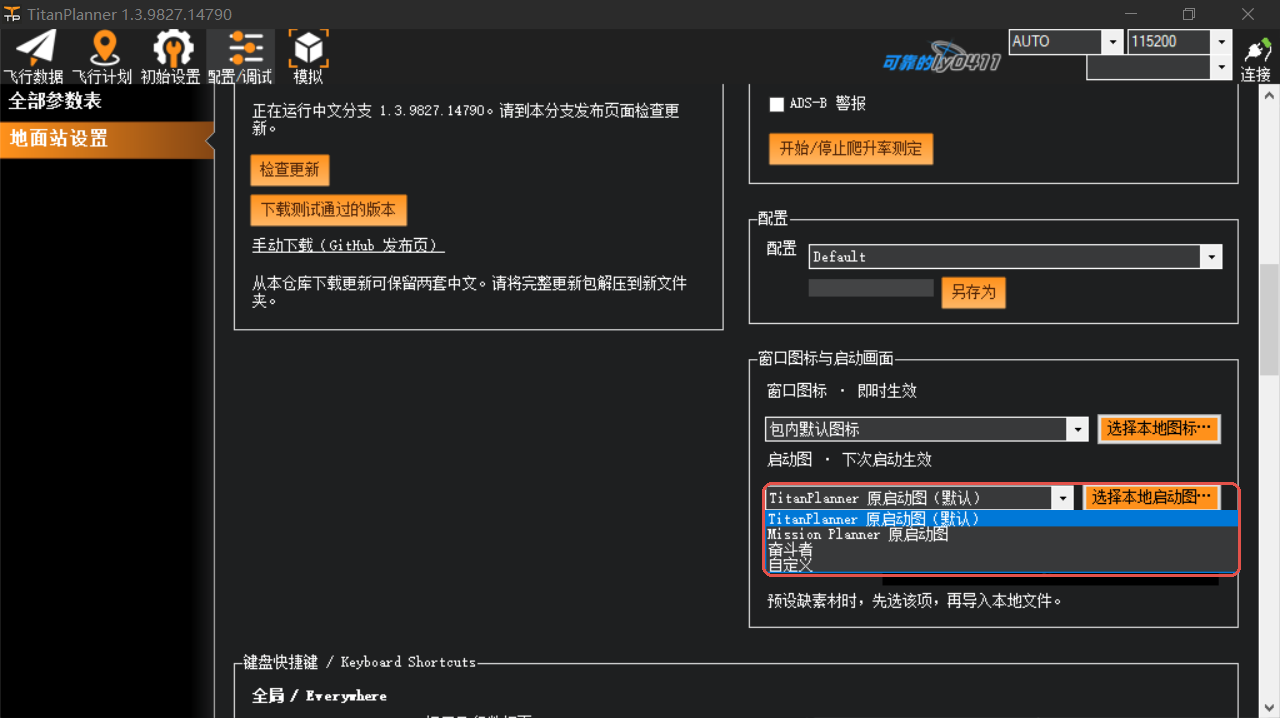 TitanPlanner 1.3.9827.14790
飞行数据 飞行计划 初始设置 配置/调试 模拟
可靠的lyo411
AUTO
115200
连接
全部参数表
地面站设置
正在运行中文分支 1.3.9827.14790。请到本分支发布页面检查更
新。
检查更新
下载测试通过的版本
手动下载（GitHub 发布页）
从本仓库下载更新可保留两套中文。请将完整更新包解压到新文件
夹。
ADS-B 警报
开始/停止爬升率测定
配置
配置
Default
另存为
窗口图标与启动画面
窗口图标 · 即时生效
包内默认图标
选择本地图标…
启动图 · 下次启动生效
TitanPlanner 原启动图（默认）
选择本地启动图…
TitanPlanner 原启动图（默认）
Mission Planner 原启动图
奋斗者
自定义
预设缺素材时，先选该项，再导入本地文件。
键盘快捷键 / Keyboard Shortcuts
全局 / Everywhere